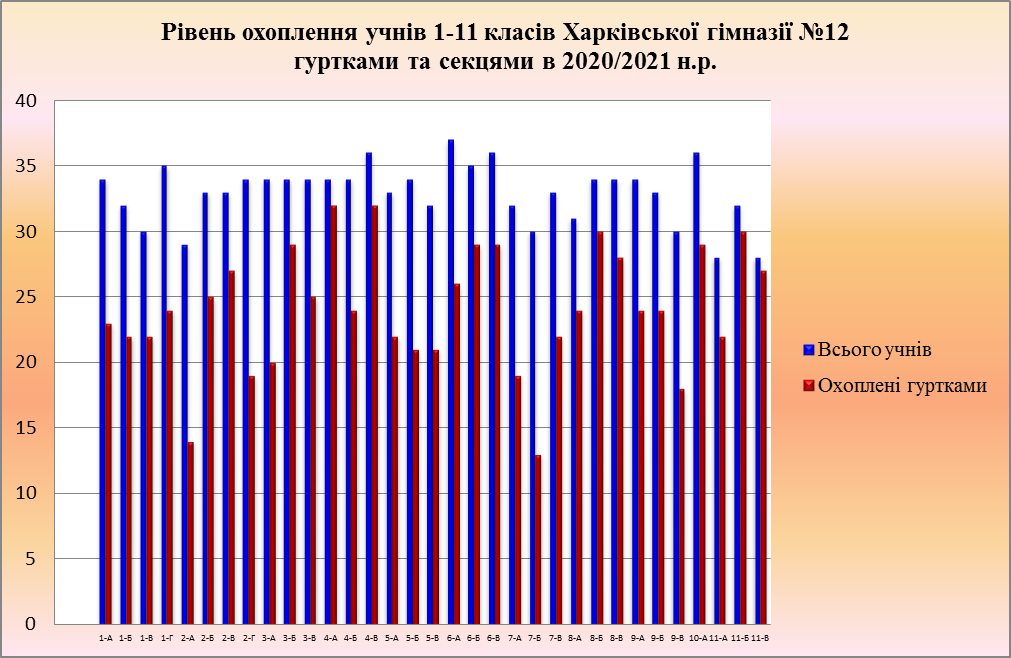 Рівень охоплення учнів 1-11 класів Харківської гімназії №12
гуртками та секцями в 2020/2021 н.р.
40
35
30
25
20
15
10
5
0
1-А 1-Б 1-В 1-Г 2-А 2-Б 2-В 2-Г 3-А 3-Б 3-В 4-А 4-Б 4-В 5-А 5-Б 5-В 6-А 6-Б 6-В 7-А 7-Б 7-В 8-А 8-Б 8-В 9-А 9-Б 9-В 10-А 11-А 11-Б 11-В
Всього учнів
Охоплені гуртками